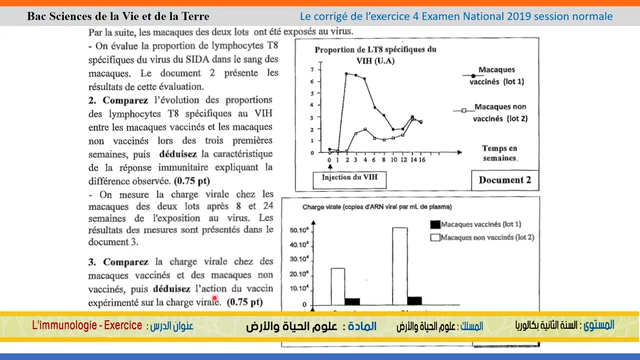 Bac Sciences de la Vie et de la Terre
Le corrigé de l'exercice 4 Examen National 2019 session normale
Par la suite, les macaques des deux lots ont été exposés au virus.
- On évalue la proportion de lymphocytes T8
spécifiques du virus du SIDA dans le sang des
macaques. Le document 2 présente les
résultats de cette évaluation.
2. Comparez l'évolution des proportions
des lymphocytes T8 spécifiques au VIH
entre les macaques vaccinés et les macaques
non vaccinés lors des trois premières
semaines, puis déduisez la caractéristique
de la réponse immunitaire expliquant la
différence observée. (0.75 pt)
- On mesure la charge virale chez les
macaques des deux lots après 8 et 24
semaines de l'exposition au virus. Les
résultats des mesures sont présentés dans le
document 3.
3. Comparez la charge virale chez des
macaques vaccinés et des macaques non
vaccinés, puis déduisez l'action du vaccin
expérimenté sur la charge virale. (0.75 pt)
Proportion de LT8 spécifiques du
VIH (U.A)
7
6
5
4
3
2
1
0
0 1 2 3 4 6 8 10 12 14 16
Macaques
vaccinés (lot 1)
Macaques non
vaccinés (lot 2)
Temps en
semaines.
Injection du VIH
Document 2
Charge virale (copies d'ARN viral par mL de plasma)
50.10⁴
40.10⁴
30.10⁴
20.10⁴
10.10⁴
0
Macaques vaccinés (lot 1)
Macaques non vaccinés (lot 2)
L'immunologie - Exercice : عنوان الدرس
المادة : علوم الحياة والأرض
المسلك : علوم الحياة والأرض
المستوى : السنة الثانية بكالوريا